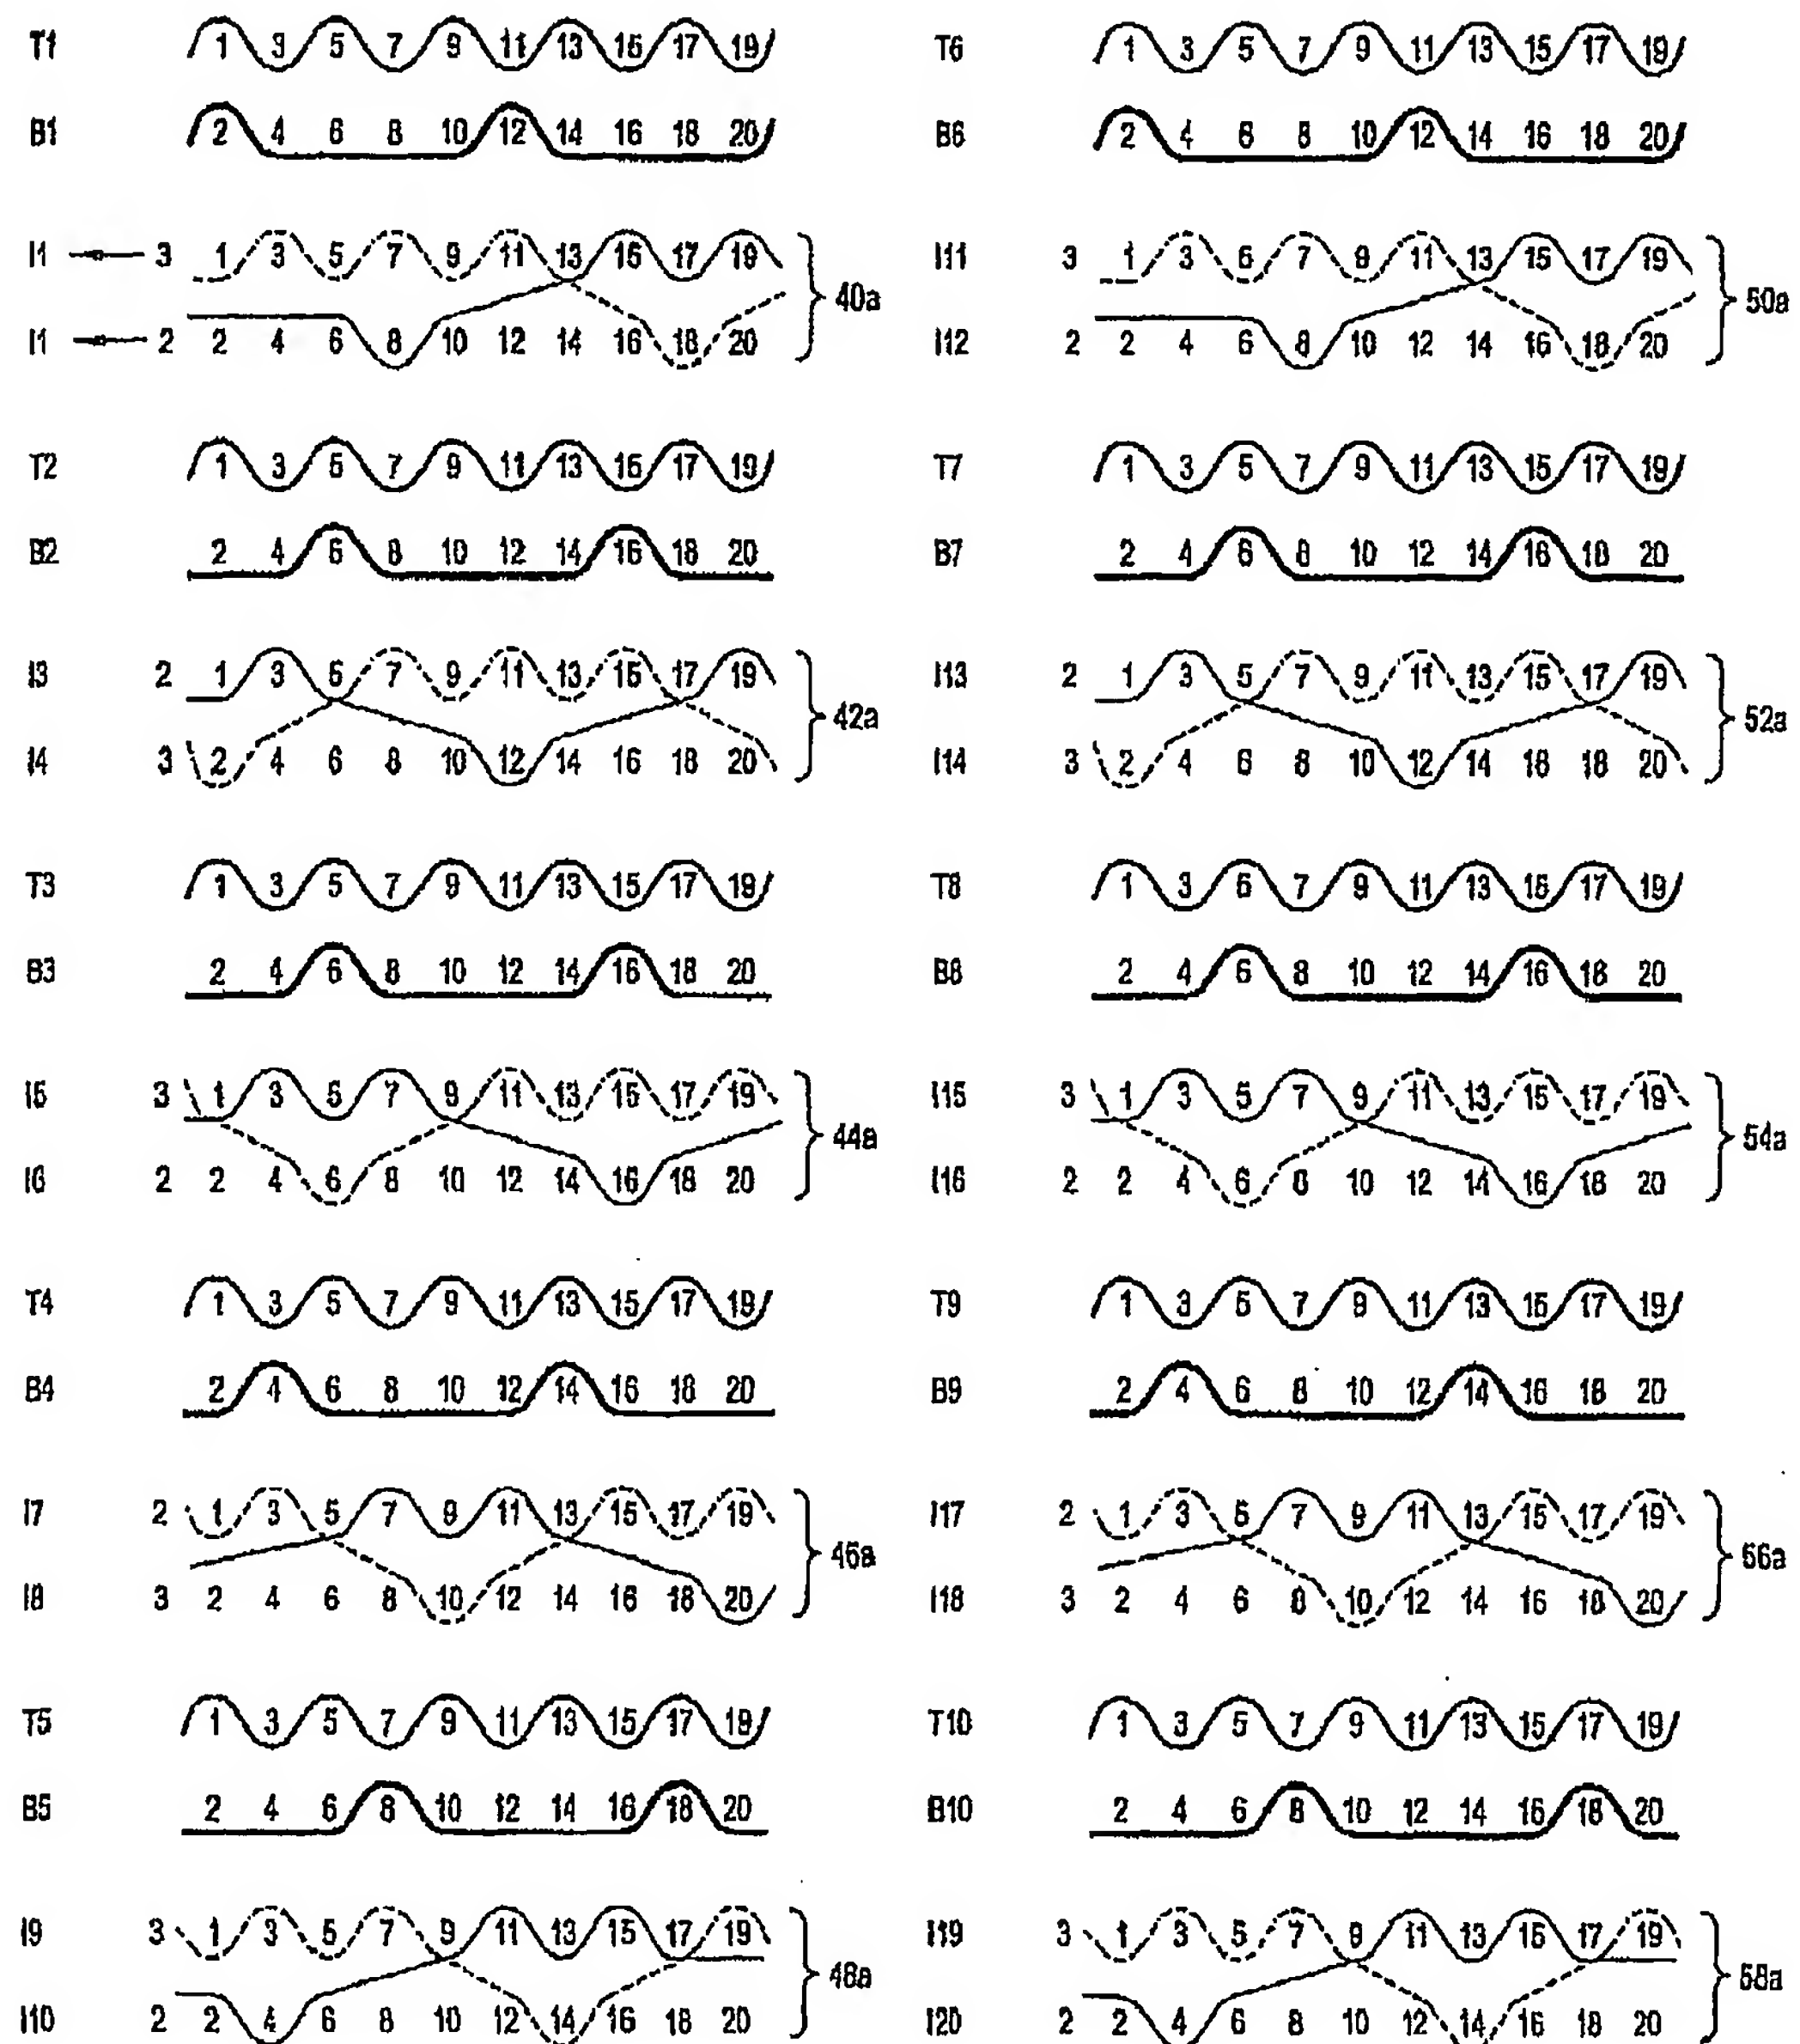 T1 1 3 5 7 9 11 13 15 17 19
B1 2 4 6 8 10 12 14 16 18 20
I1 3 1 3 5 7 9 11 13 15 17 19
40a
I1 2 2 4 6 8 10 12 14 16 18 20
T2 1 3 5 7 9 11 13 15 17 19
B2 2 4 6 8 10 12 14 16 18 20
I3 2 1 3 5 7 9 11 13 15 17 19
42a
I4 3 2 4 6 8 10 12 14 16 18 20
T3 1 3 5 7 9 11 13 15 17 19
B3 2 4 6 8 10 12 14 16 18 20
I5 3 1 3 5 7 9 11 13 15 17 19
44a
I6 2 2 4 6 8 10 12 14 16 18 20
T4 1 3 5 7 9 11 13 15 17 19
B4 2 4 6 8 10 12 14 16 18 20
I7 2 1 3 5 7 9 11 13 15 17 19
46a
I8 3 2 4 6 8 10 12 14 16 18 20
T5 1 3 5 7 9 11 13 15 17 19
B5 2 4 6 8 10 12 14 16 18 20
I9 3 1 3 5 7 9 11 13 15 17 19
48a
I10 2 2 4 6 8 10 12 14 16 18 20
T6 1 3 5 7 9 11 13 15 17 19
B6 2 4 6 8 10 12 14 16 18 20
I11 3 1 3 5 7 9 11 13 15 17 19
50a
I12 2 2 4 6 8 10 12 14 16 18 20
T7 1 3 5 7 9 11 13 15 17 19
B7 2 4 6 8 10 12 14 16 18 20
I13 2 1 3 5 7 9 11 13 15 17 19
52a
I14 3 2 4 6 8 10 12 14 16 18 20
T8 1 3 5 7 9 11 13 15 17 19
B8 2 4 6 8 10 12 14 16 18 20
I15 3 1 3 5 7 9 11 13 15 17 19
54a
I16 2 2 4 6 8 10 12 14 16 18 20
T9 1 3 5 7 9 11 13 15 17 19
B9 2 4 6 8 10 12 14 16 18 20
I17 2 1 3 5 7 9 11 13 15 17 19
56a
I18 3 2 4 6 8 10 12 14 16 18 20
T10 1 3 5 7 9 11 13 15 17 19
B10 2 4 6 8 10 12 14 16 18 20
I19 3 1 3 5 7 9 11 13 15 17 19
58a
I20 2 2 4 6 8 10 12 14 16 18 20